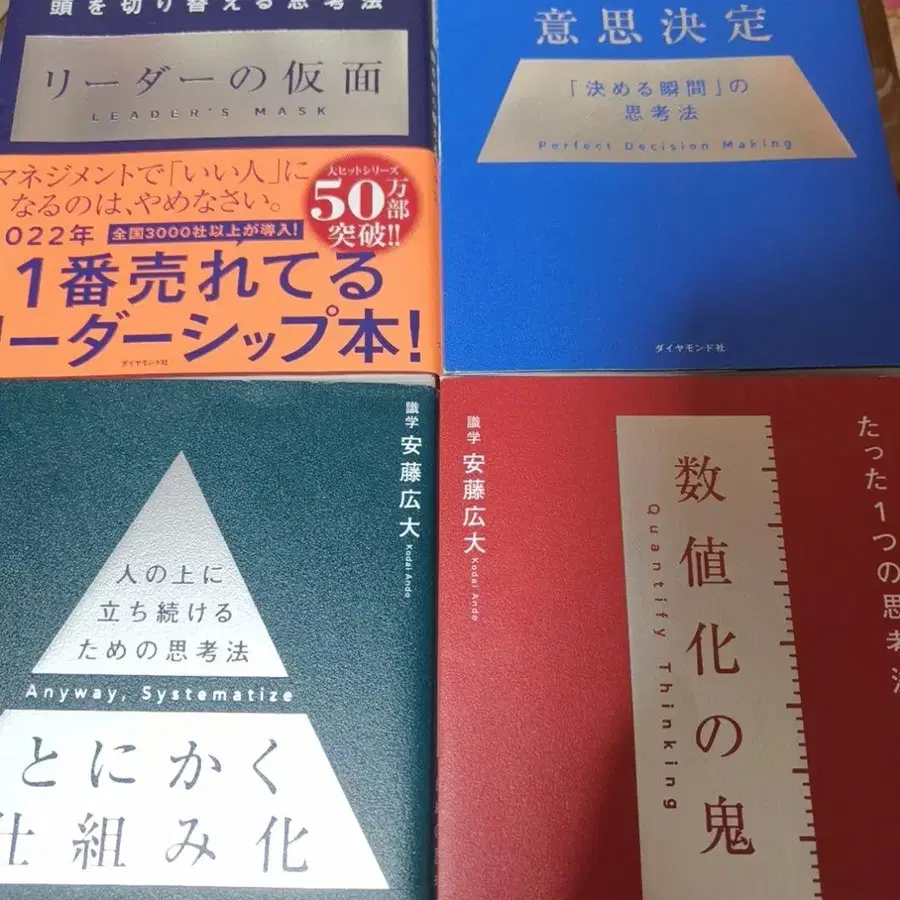 頭を切り替える思考法
リーダーの仮面
LEADER'S MASK
マネジメントで「いい人」に
なるのは、やめなさい。
大ヒットシリーズ
50万部
突破!!
022年 全国3000社以上が導入!
1番売れてる
リーダーシップ本!
ダイヤモンド社
意思決定
「決める瞬間」の
思考法
Perfect Decision Making
ダイヤモンド社
識学 安藤広大 Kodai Ando
人の上に
立ち続ける
ための思考法
Anyway, Systematize
とにかく
仕組み化
識学 安藤広大 Kodai Ando
数値化の鬼
Quantify Thinking
たった1つの思考法